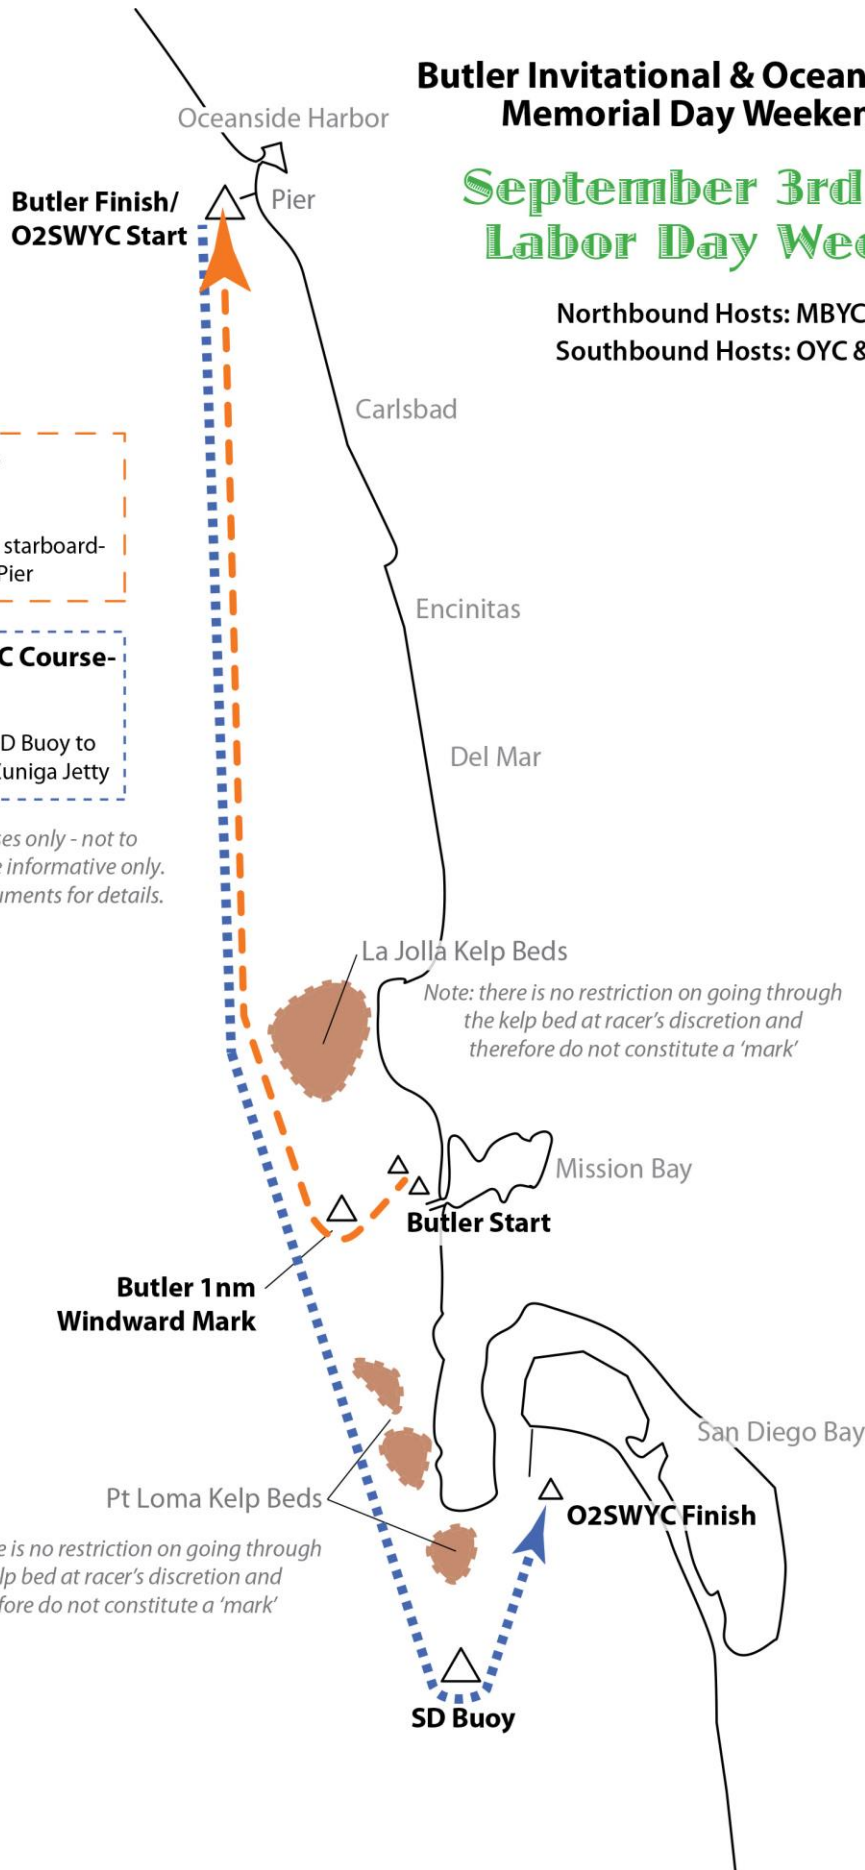 Butler Invitational & Ocean
Memorial Day Weeken
September 3rd
Labor Day Wee
Northbound Hosts: MBYC
Southbound Hosts: OYC &
Oceanside Harbor
Butler Finish/
O2SWYC Start
Pier
Carlsbad
starboard-
Pier
Encinitas
C Course-
D Buoy to
Zuniga Jetty
Del Mar
ses only - not to
e informative only.
uments for details.
La Jolla Kelp Beds
Note: there is no restriction on going through
the kelp bed at racer's discretion and
therefore do not constitute a 'mark'
Mission Bay
Butler Start
Butler 1nm
Windward Mark
San Diego Bay
Pt Loma Kelp Beds
O2SWYC Finish
e is no restriction on going through
lp bed at racer's discretion and
fore do not constitute a 'mark'
SD Buoy